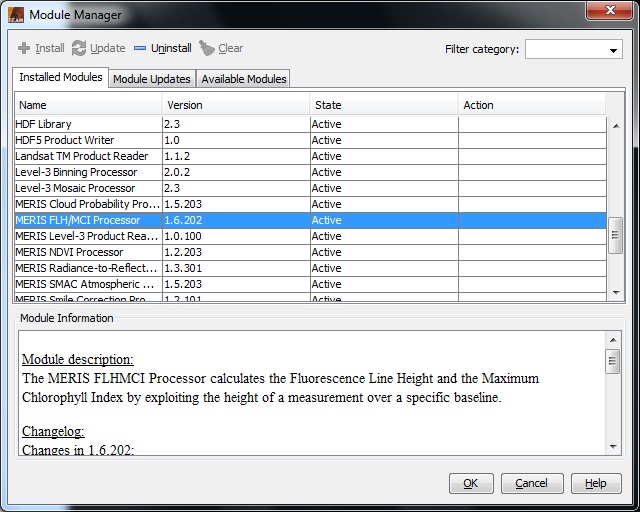 Module Manager
Install Update Uninstall Clear Filter category:
Installed Modules Module Updates Available Modules
Name Version State Action
HDF Library 2.3 Active
HDF5 Product Writer 1.0 Active
Landsat TM Product Reader 1.1.2 Active
Level-3 Binning Processor 2.0.2 Active
Level-3 Mosaic Processor 2.3 Active
MERIS Cloud Probability Pro... 1.5.203 Active
MERIS FLH/MCI Processor 1.6.202 Active
MERIS Level-3 Product Rea... 1.0.100 Active
MERIS NDVI Processor 1.2.203 Active
MERIS Radiance-to-Reflect... 1.3.301 Active
MERIS SMAC Atmospheric ... 1.5.203 Active
MERIS Smile Correction Pro... 1.2.101 Active
Module Information
Module description:
The MERIS FLHMCI Processor calculates the Fluorescence Line Height and the Maximum
Chlorophyll Index by exploiting the height of a measurement over a specific baseline.
Changelog:
Changes in 1.6.202:
OK Cancel Help